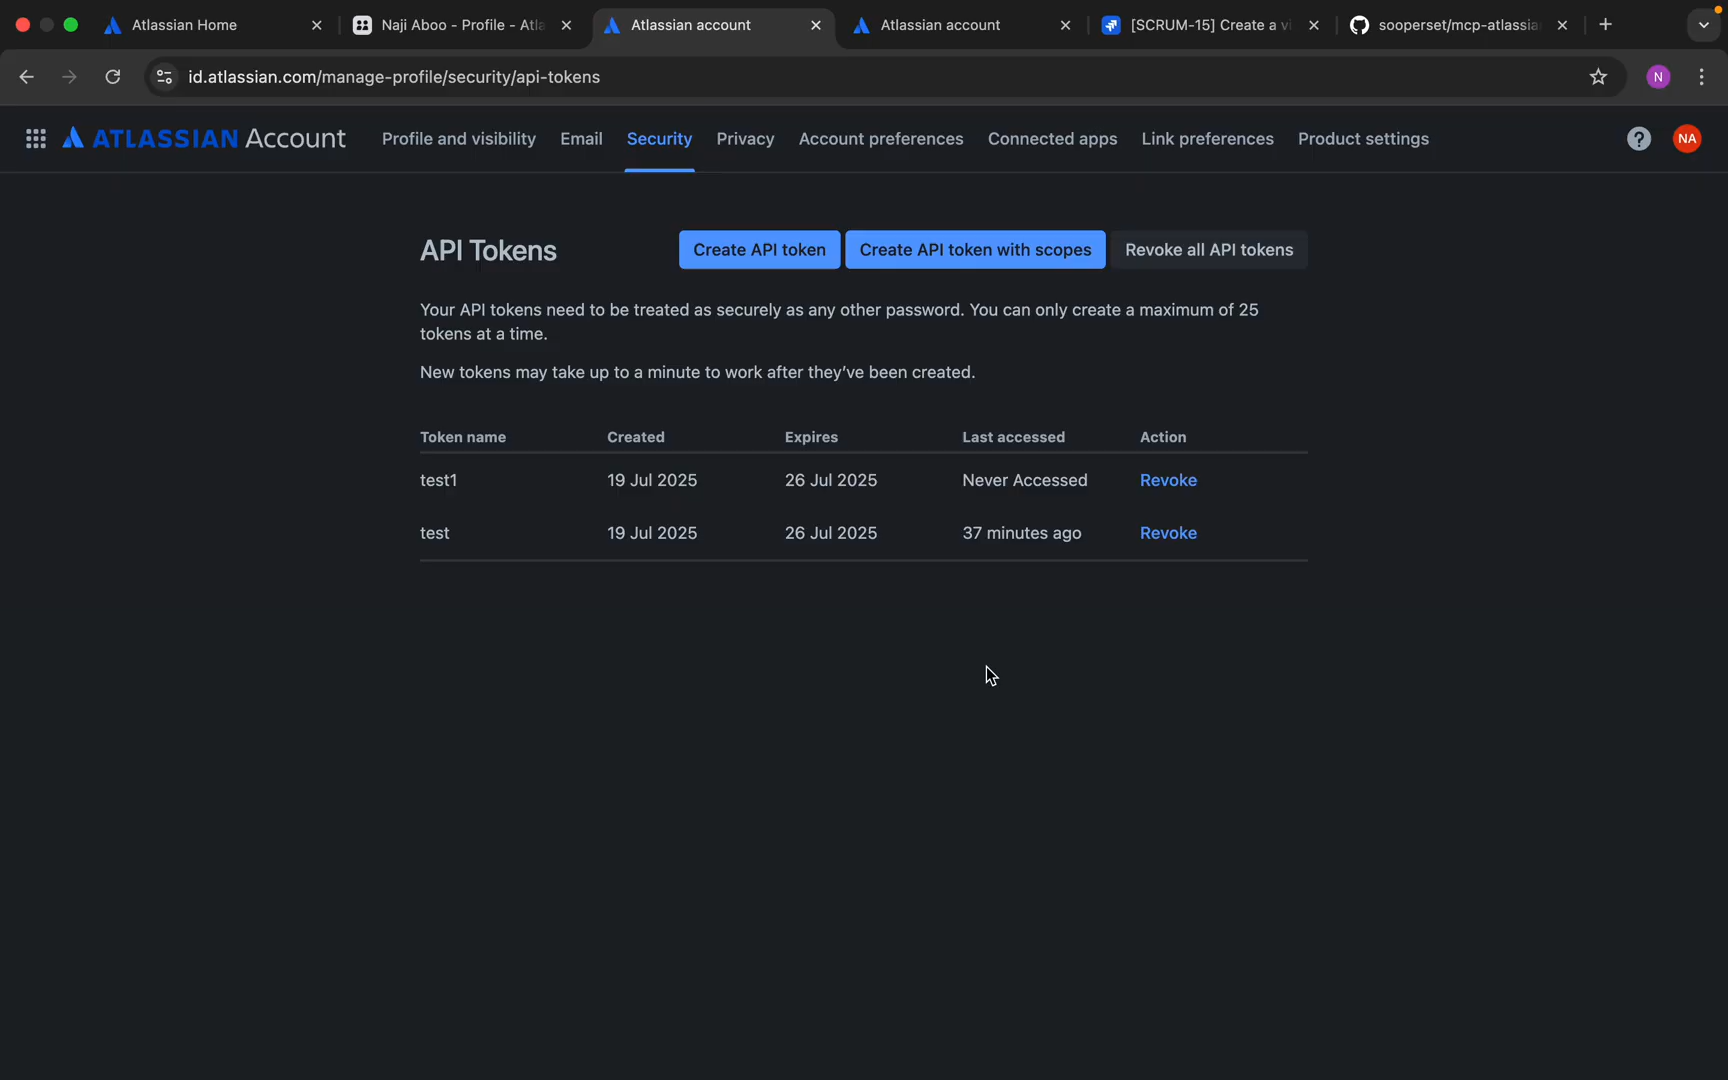 Atlassian Home
Naji Aboo - Profile - Atla
Atlassian account
Atlassian account
[SCRUM-15] Create a vi
sooperset/mcp-atlassia
id.atlassian.com/manage-profile/security/api-tokens
N
ATLASSIAN Account
Profile and visibility
Email
Security
Privacy
Account preferences
Connected apps
Link preferences
Product settings
?
NA
API Tokens
Create API token
Create API token with scopes
Revoke all API tokens
Your API tokens need to be treated as securely as any other password. You can only create a maximum of 25
tokens at a time.
New tokens may take up to a minute to work after they've been created.
Token name Created Expires Last accessed Action
test1 19 Jul 2025 26 Jul 2025 Never Accessed Revoke
test 19 Jul 2025 26 Jul 2025 37 minutes ago Revoke